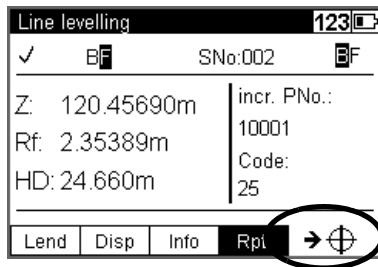 Line levelling 123
✓ BF SNo:002 BF
Z: 120.45690m
Rf: 2.35389m
HD: 24.660m
incr. PNo.:
10001
Code:
25
Lend Disp Info Rpt →